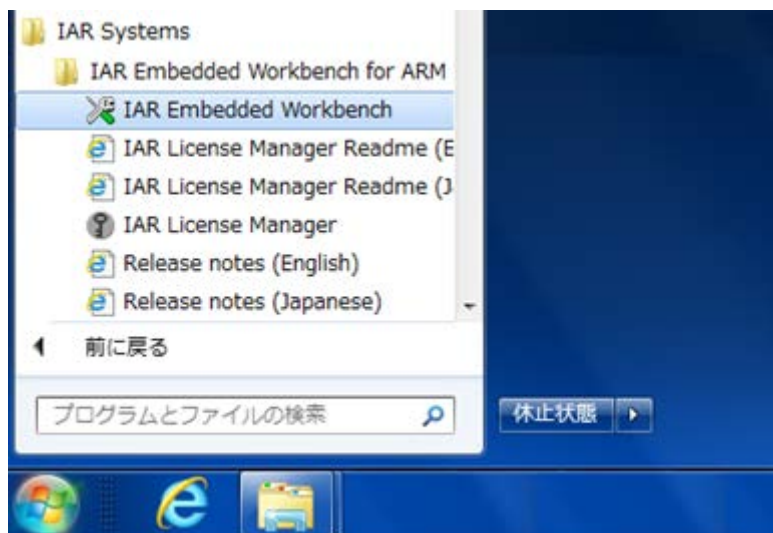 IAR Systems
IAR Embedded Workbench for ARM
IAR Embedded Workbench
IAR License Manager Readme (E
IAR License Manager Readme (J
IAR License Manager
Release notes (English)
Release notes (Japanese)
前に戻る
プログラムとファイルの検索
休止状態